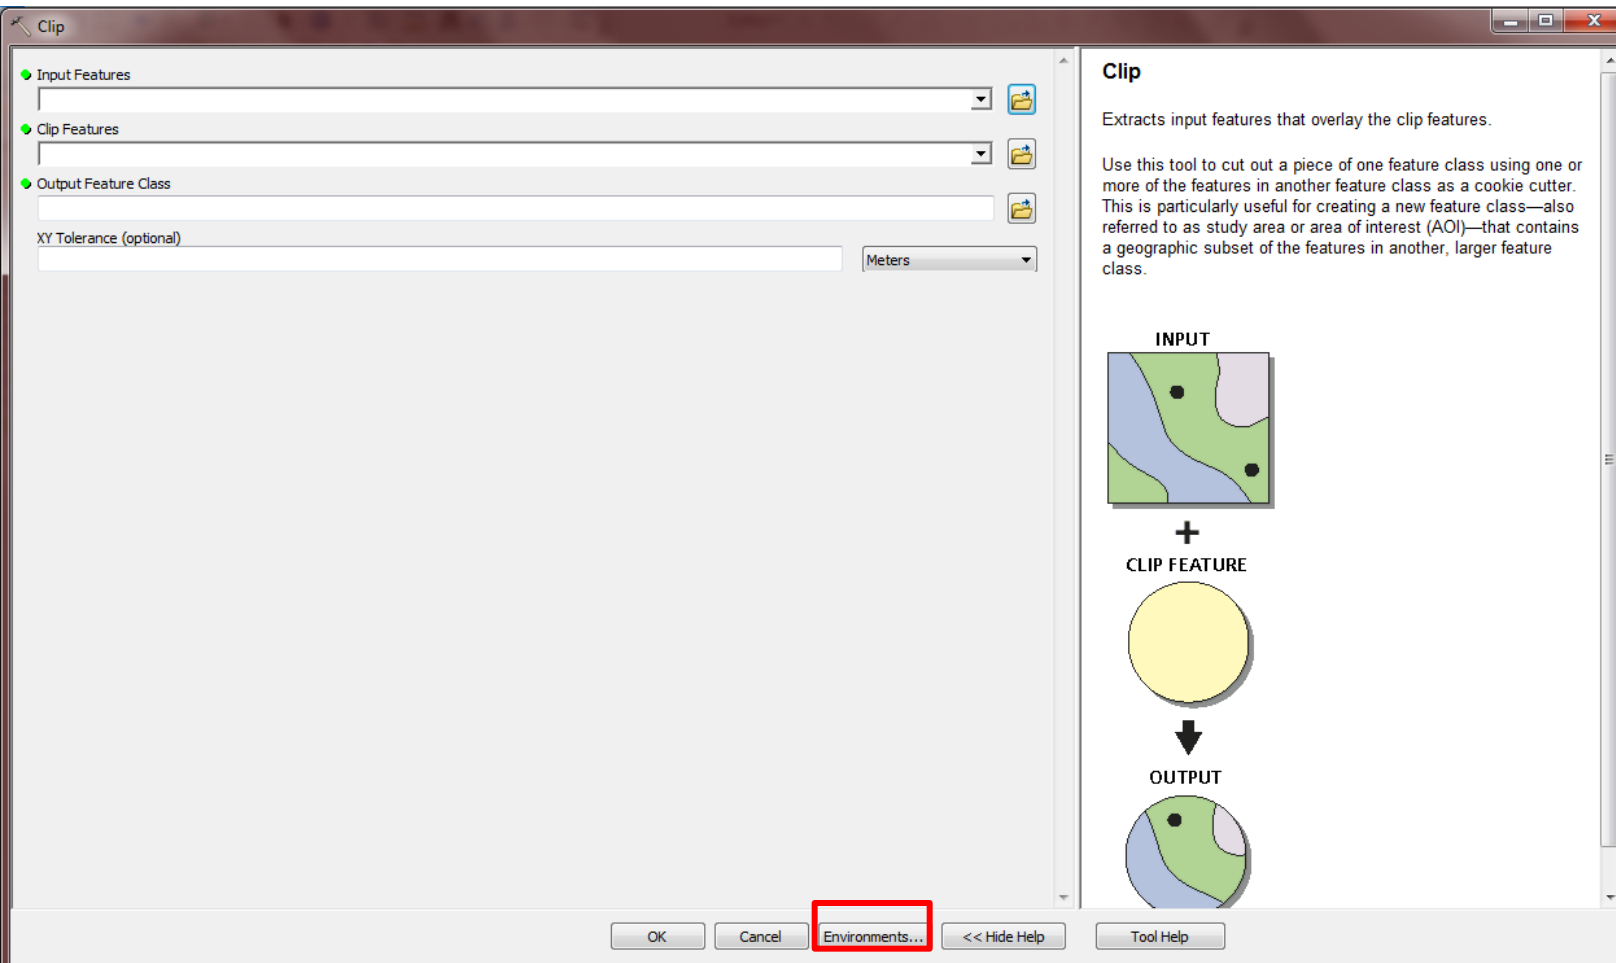 Clip
Input Features
Clip Features
Output Feature Class
XY Tolerance (optional)
Meters
Clip
Extracts input features that overlay the clip features.
Use this tool to cut out a piece of one feature class using one or
more of the features in another feature class as a cookie cutter.
This is particularly useful for creating a new feature class—also
referred to as study area or area of interest (AOI)—that contains
a geographic subset of the features in another, larger feature
class.
INPUT
+
CLIP FEATURE
OUTPUT
OK
Cancel
Environments...
<< Hide Help
Tool Help